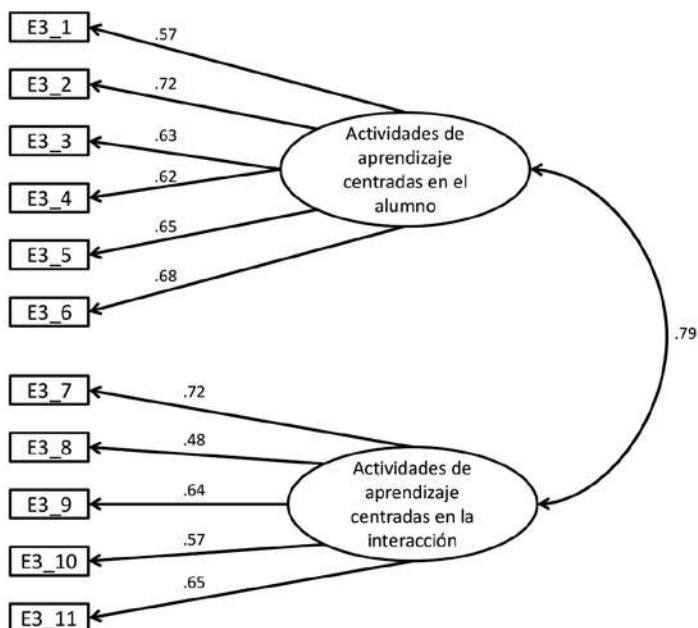 E3_1
.57
E3_2
.72
E3_3
.63
E3_4
.62
E3_5
.65
E3_6
.68
Actividades de
aprendizaje
centradas en el
alumno
.79
E3_7
.72
E3_8
.48
E3_9
.64
E3_10
.57
E3_11
.65
Actividades de
aprendizaje
centradas en la
interacción